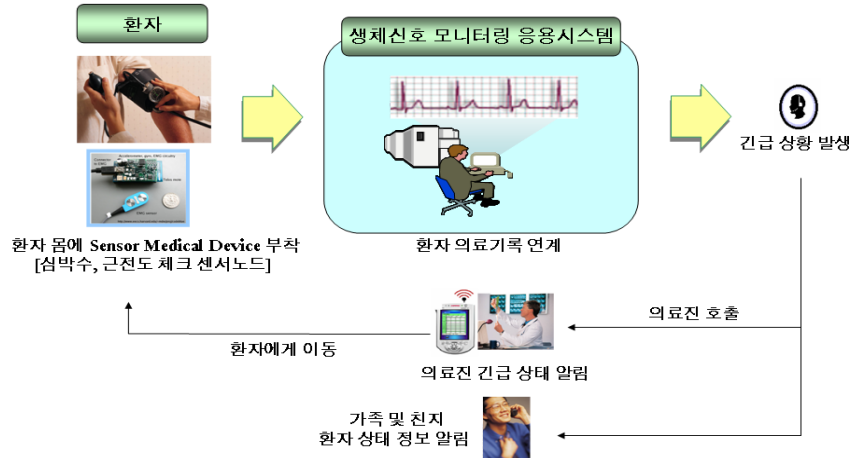 환자
생체신호 모니터링 응용시스템
긴급 상황 발생
환자 몸에 Sensor Medical Device 부착
[심박수, 근전도 체크 센서노드]
환자 의료기록 연계
의료진 호출
환자에게 이동
의료진 긴급 상태 알림
가족 및 친지
환자 상태 정보 알림